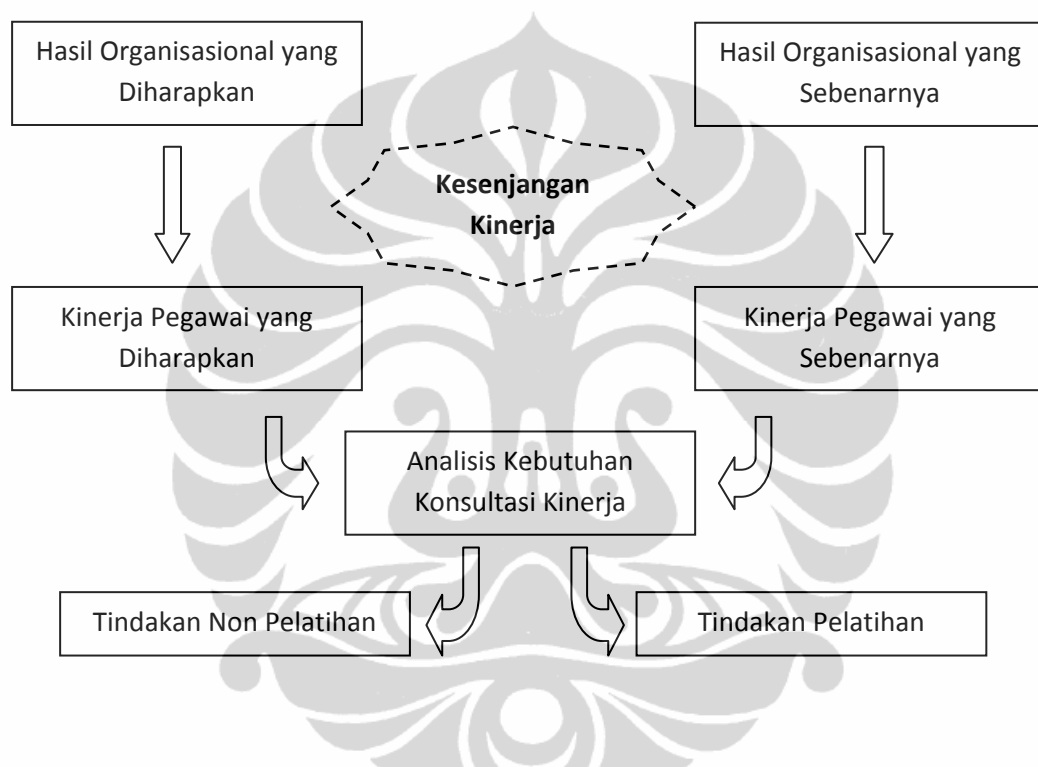 Hasil Organisasional yang
Diharapkan
Hasil Organisasional yang
Sebenarnya
Kesenjangan
Kinerja
Kinerja Pegawai yang
Diharapkan
Kinerja Pegawai yang
Sebenarnya
Analisis Kebutuhan
Konsultasi Kinerja
Tindakan Non Pelatihan
Tindakan Pelatihan